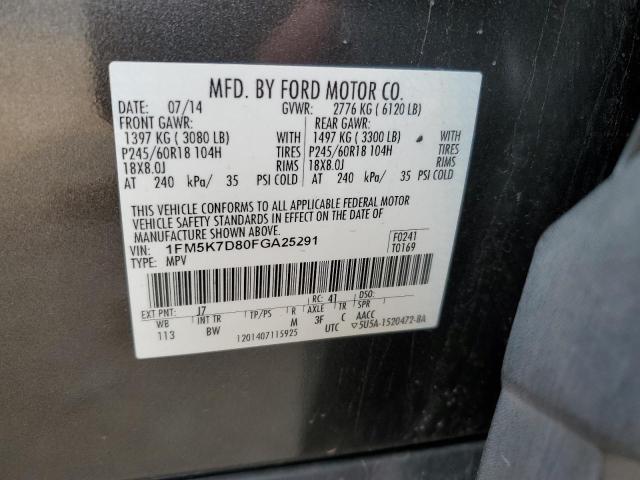 MFD. BY FORD MOTOR CO.
DATE: 07/14 GVWR: 2776 KG ( 6120 LB)
FRONT GAWR: REAR GAWR:
1397 KG ( 3080 LB) WITH 1497 KG ( 3300 LB) WITH
P245/60R18 104H TIRES P245/60R18 104H TIRES
18X8.0J RIMS 18X8.0J RIMS
AT 240 kPa/ 35 PSI COLD AT 240 kPa/ 35 PSI COLD
THIS VEHICLE CONFORMS TO ALL APPLICABLE FEDERAL MOTOR
VEHICLE SAFETY STANDARDS IN EFFECT ON THE DATE OF
MANUFACTURE SHOWN ABOVE.
VIN: 1FM5K7D80FGA25291 F0241
TYPE: MPV T0169
EXT PNT: J7 RC: 41 DSO:
WB INT TR TP/PS R AXLE TR SPR
113 BW M 3F C AACC
1201407115925 UTC ▽5U5A-1520472-BA